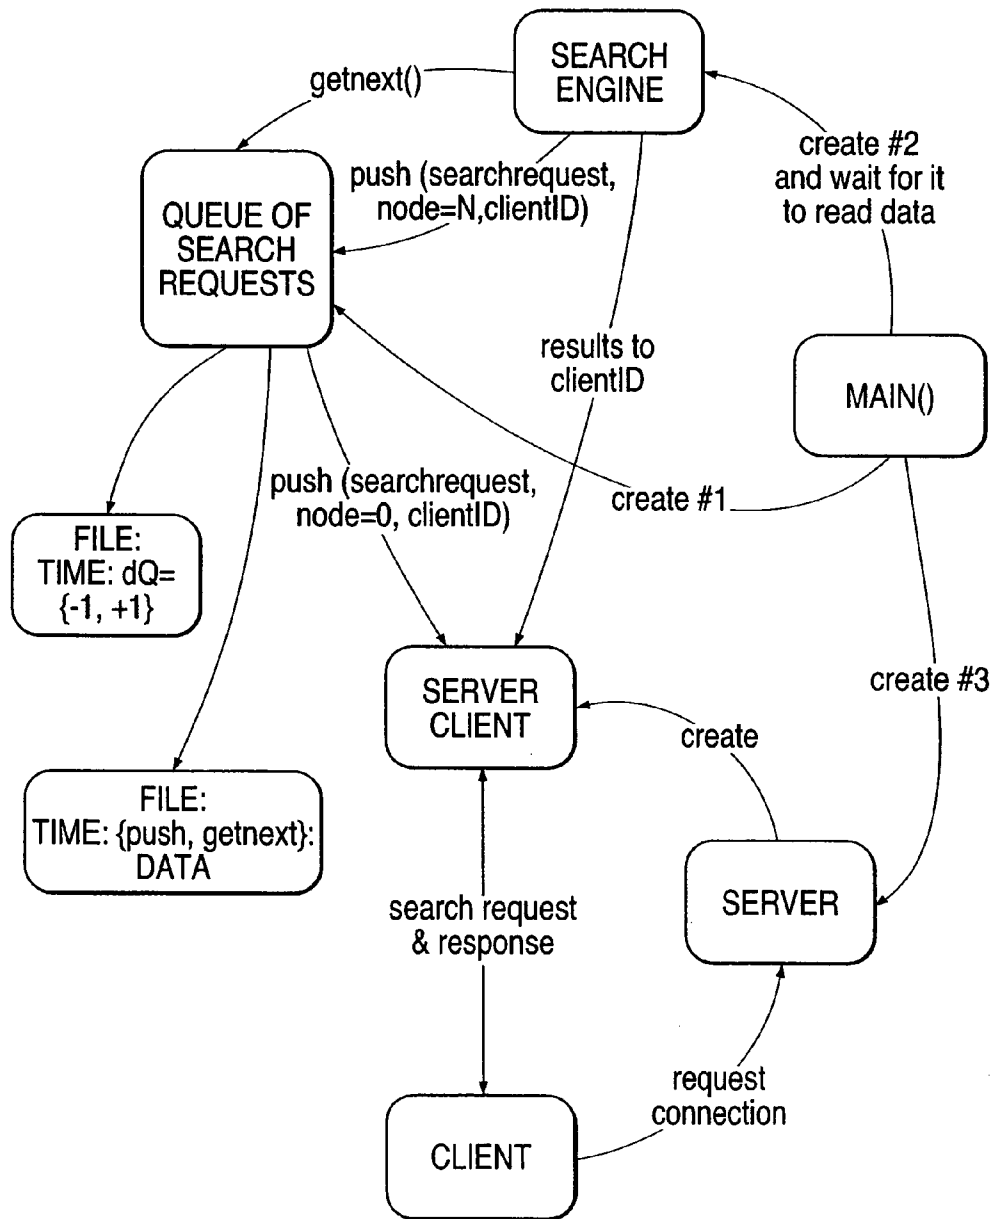 SEARCH
ENGINE
getnext()
create #2
and wait for it
to read data
push (searchrequest,
node=N,clientID)
QUEUE OF
SEARCH
REQUESTS
results to
clientID
MAIN()
push (searchrequest,
node=0, clientID)
create #1
FILE:
TIME: dQ=
{-1, +1}
SERVER
CLIENT
create #3
create
FILE:
TIME: {push, getnext}:
DATA
SERVER
search request
& response
request
connection
CLIENT